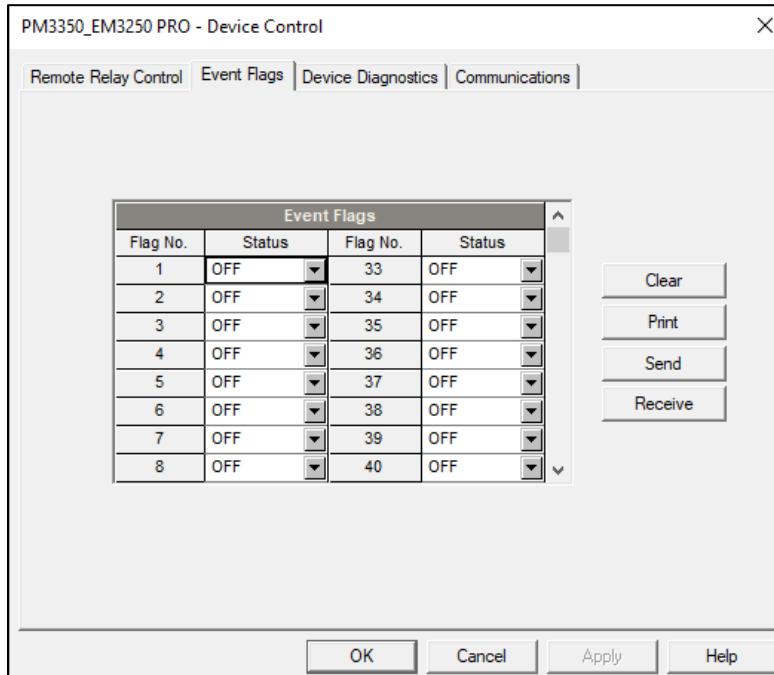 PM3350_EM3250 PRO - Device Control
Remote Relay Control Event Flags Device Diagnostics Communications
Event Flags
Flag No. Status Flag No. Status
1 OFF 33 OFF
2 OFF 34 OFF
3 OFF 35 OFF
4 OFF 36 OFF
5 OFF 37 OFF
6 OFF 38 OFF
7 OFF 39 OFF
8 OFF 40 OFF
Clear
Print
Send
Receive
OK Cancel Apply Help